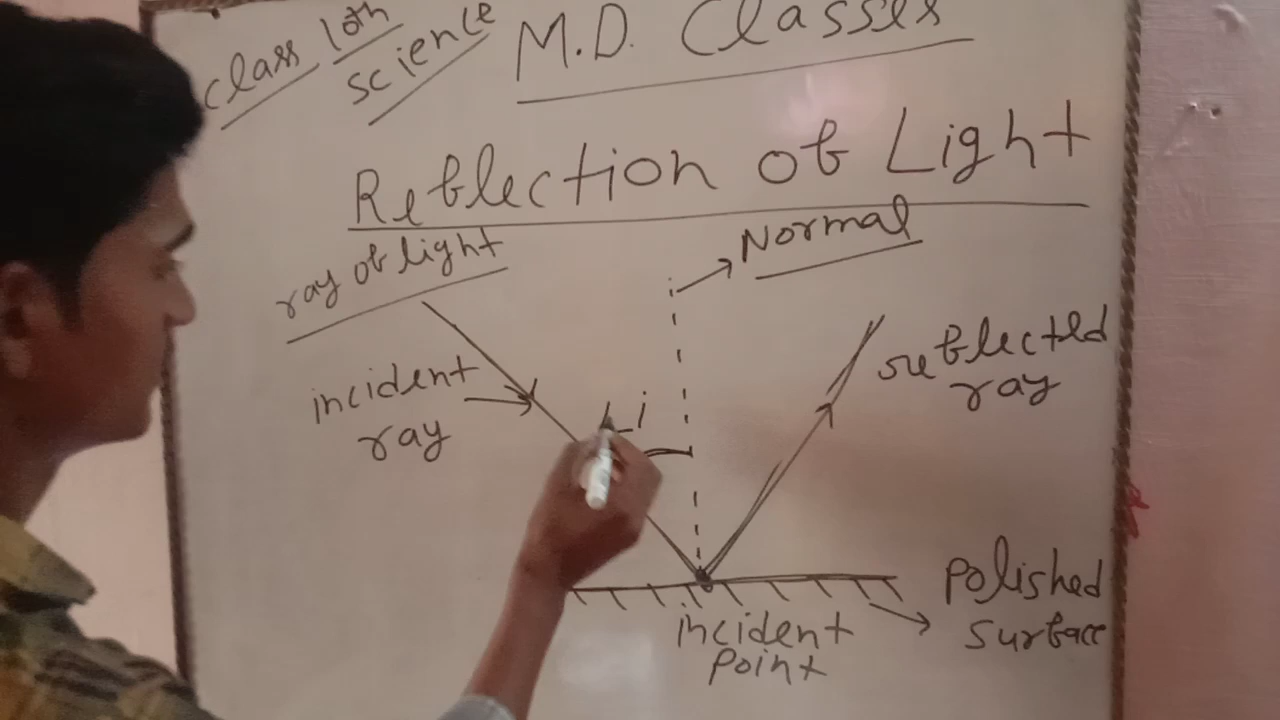 class 10th
science
M.D. Classes
Reflection of Light
ray of light
Normal
incident
ray
∠i
reflected
ray
incident
Point
Polished
Surface